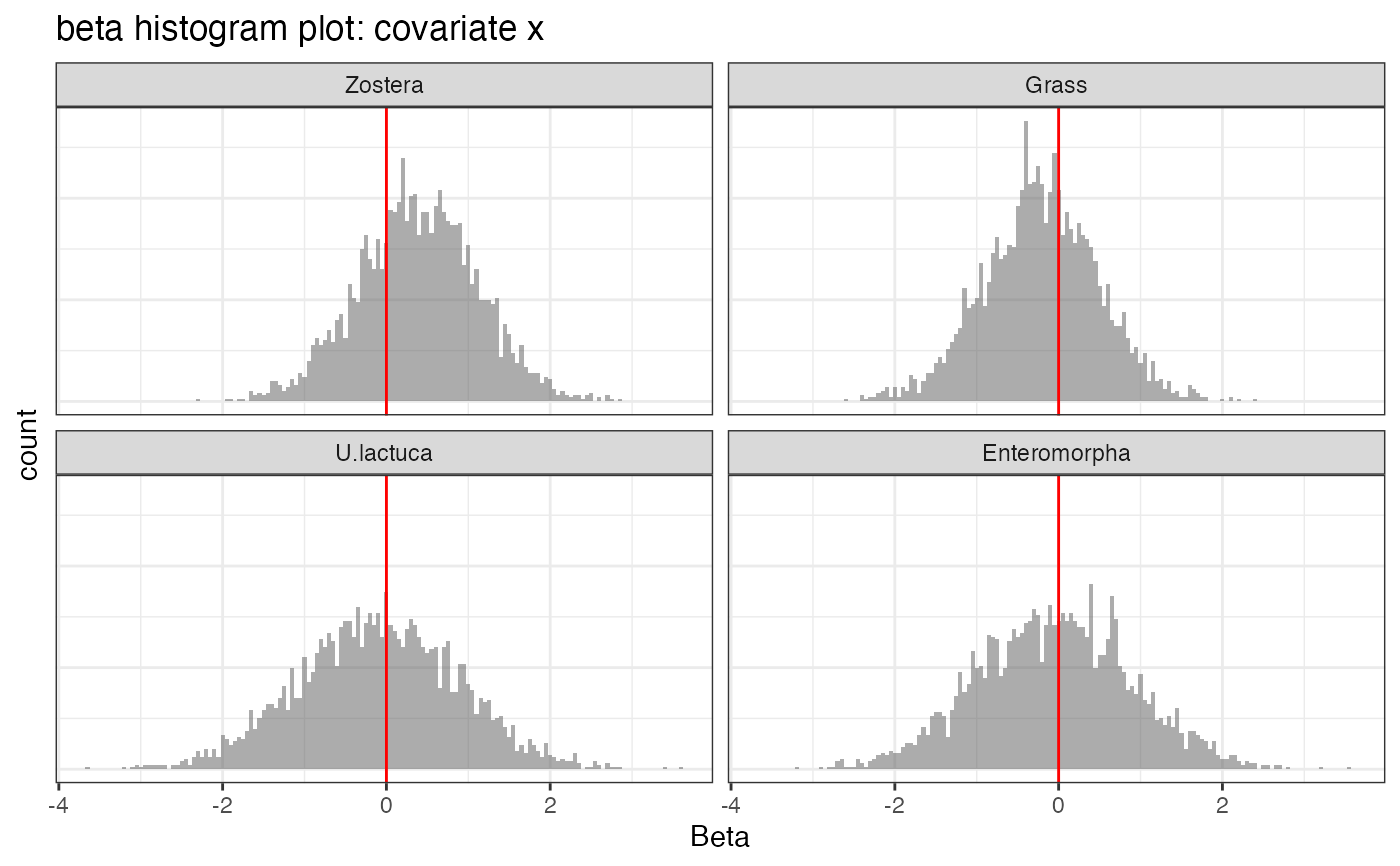 beta histogram plot: covariate x
Zostera
Grass
U.lactuca
Enteromorpha
count
-4 -2 0 2 -4 -2 0 2
Beta